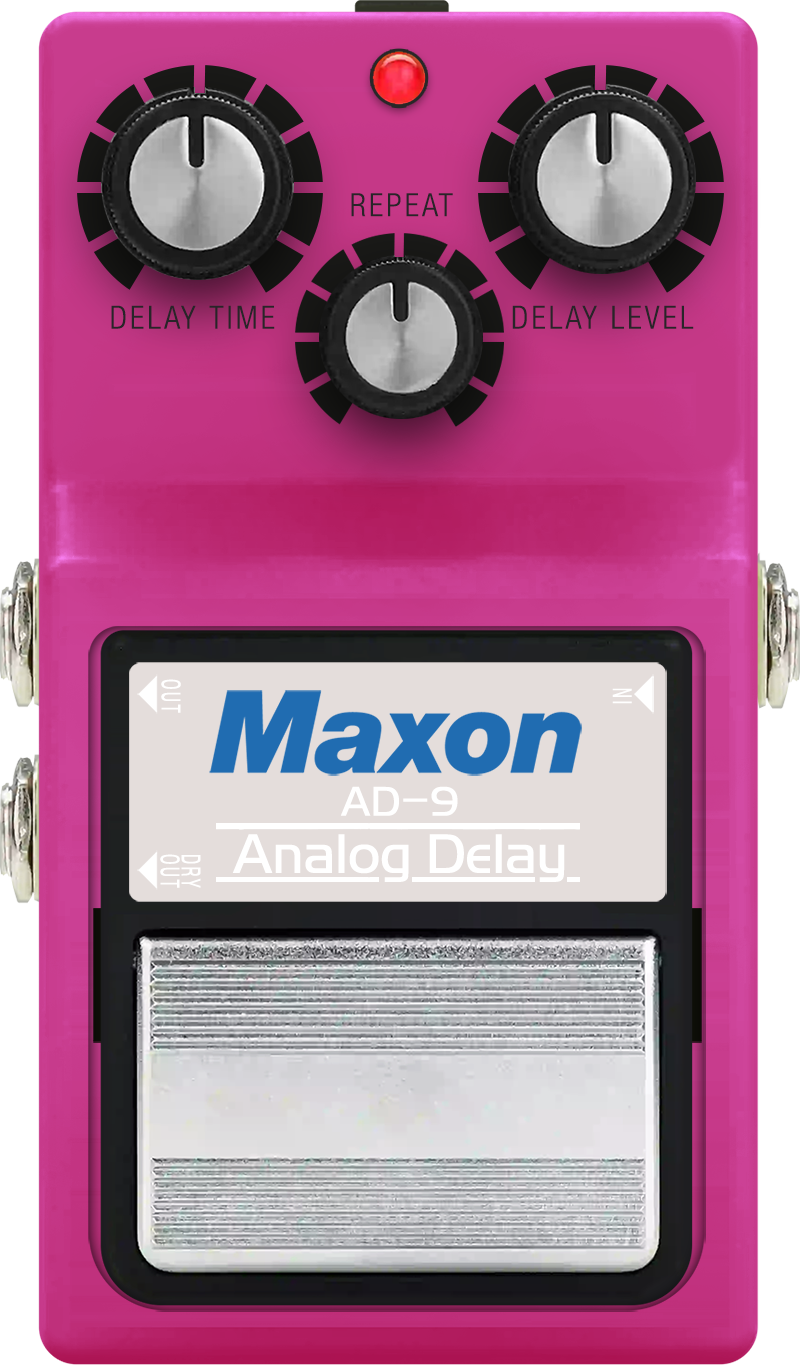 REPEAT
DELAY TIME
DELAY LEVEL
OUT
IN
Maxon
AD-9
Analog Delay
DRY
OUT